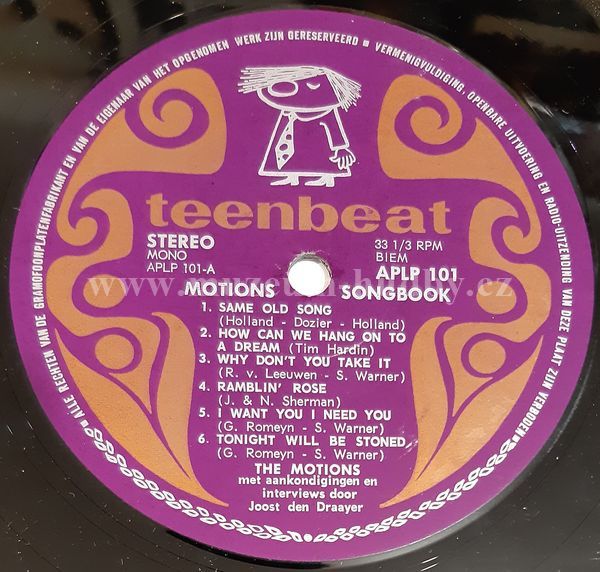 ALLE RECHTEN VAN DE GRAMOFOONPLATENFABRIKANT EN VAN DE EIGENAAR VAN HET OPGENOMEN WERK ZIJN GERESERVEERD ■ VERMENIGVULDIGING, OPENBARE UITVOERING EN RADIO-UITZENDING VAN DEZE PLAAT ZIJN VERBODEN ■
teenbeat
STEREO
MONO
APLP 101-A
33 1/3 RPM
BIEM
APLP 101
MOTIONS SONGBOOK
1. SAME OLD SONG
(Holland - Dozier - Holland)
2. HOW CAN WE HANG ON TO
A DREAM (Tim Hardin)
3. WHY DON'T YOU TAKE IT
(R. v. Leeuwen - S. Warner)
4. RAMBLIN' ROSE
(J. & N. Sherman)
5. I WANT YOU I NEED YOU
(G. Romeyn - S. Warner)
6. TONIGHT WILL BE STONED
(G. Romeyn - S. Warner)
THE MOTIONS
met aankondigingen en
interviews door
Joost den Draayer